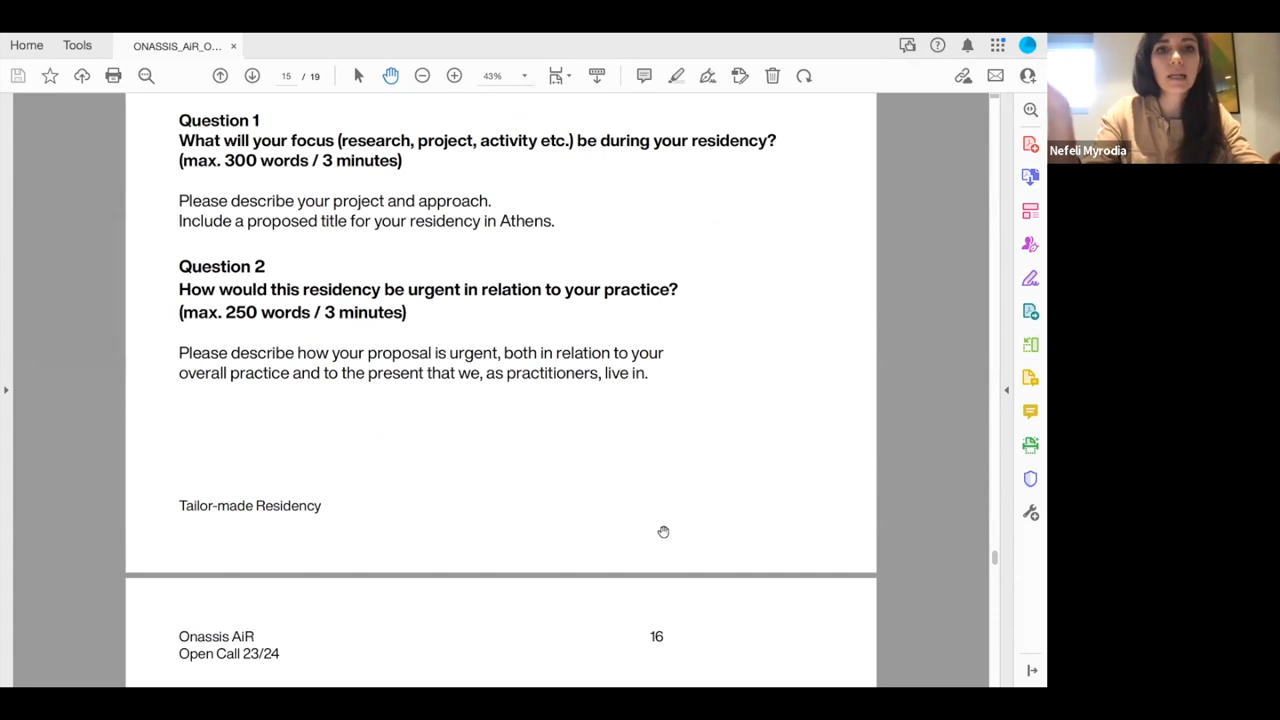 Home
Tools
ONASSIS_AiR_O... ×
15 / 19
43%
Nefeli Myrodia
Question 1
What will your focus (research, project, activity etc.) be during your residency?
(max. 300 words / 3 minutes)
Please describe your project and approach.
Include a proposed title for your residency in Athens.
Question 2
How would this residency be urgent in relation to your practice?
(max. 250 words / 3 minutes)
Please describe how your proposal is urgent, both in relation to your
overall practice and to the present that we, as practitioners, live in.
Tailor-made Residency
Onassis AiR
16
Open Call 23/24